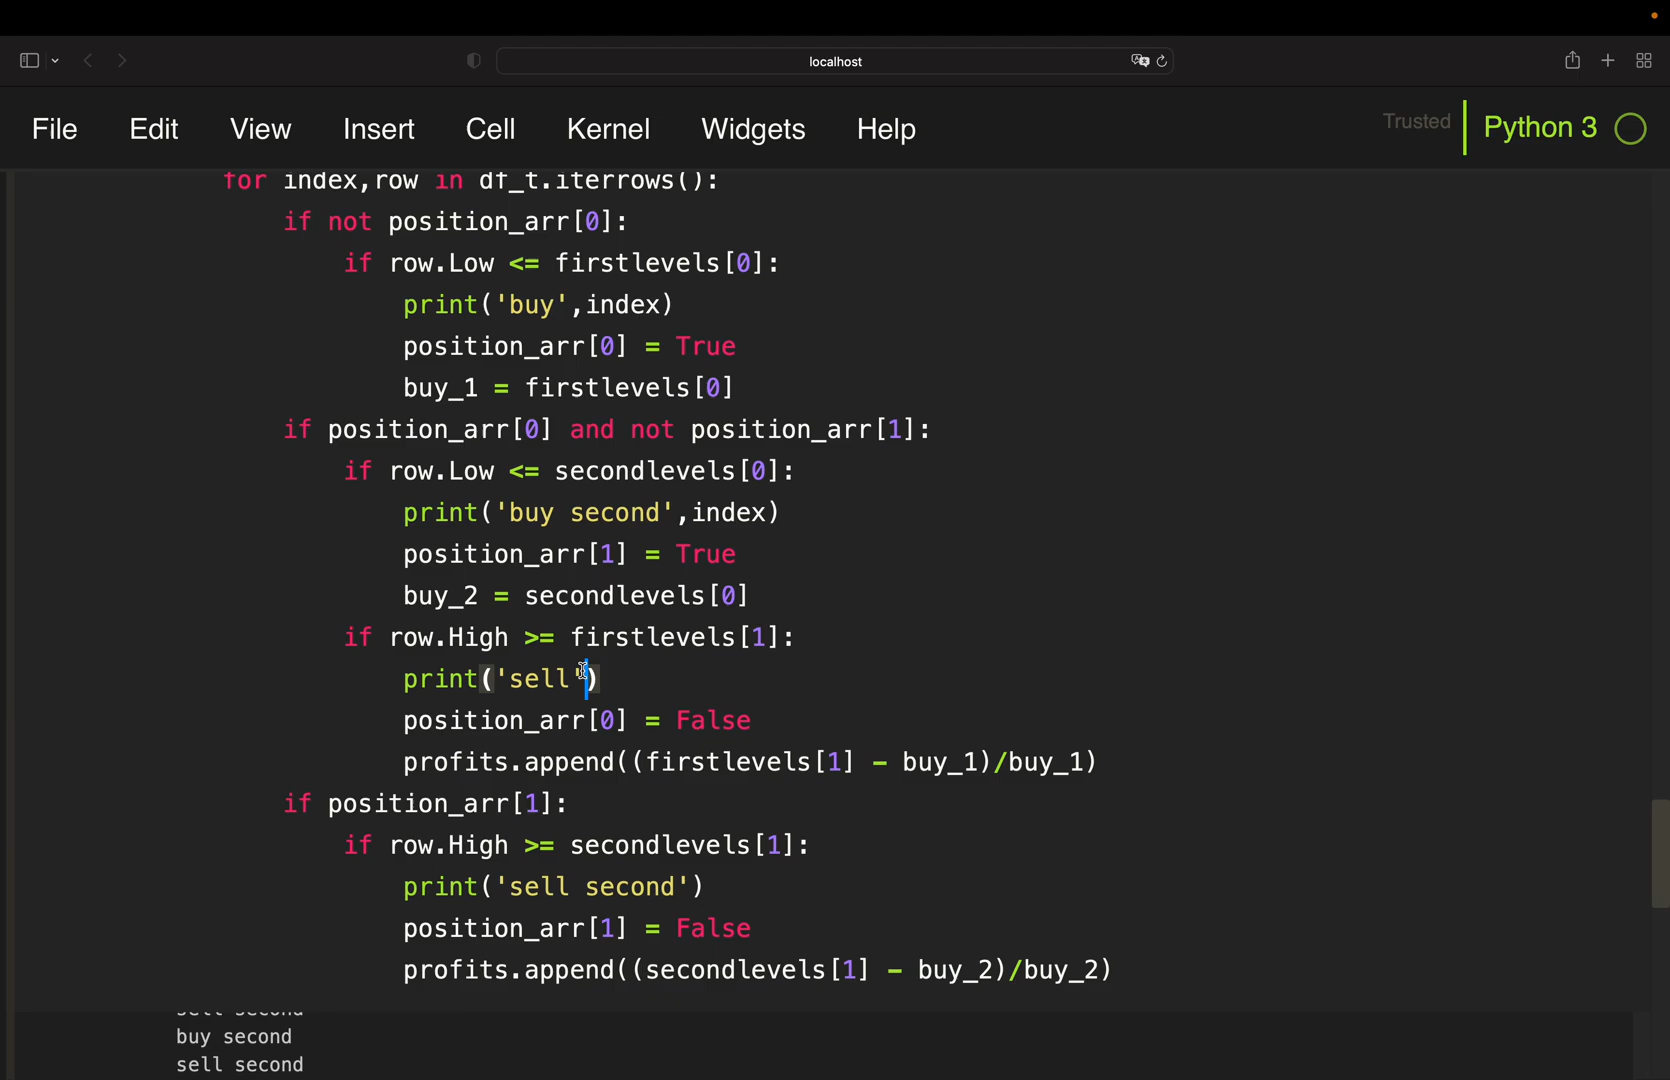 localhost
File Edit View Insert Cell Kernel Widgets Help Trusted Python 3
for index,row in df_t.iterrows():
if not position_arr[0]:
if row.Low <= firstlevels[0]:
print('buy',index)
position_arr[0] = True
buy_1 = firstlevels[0]
if position_arr[0] and not position_arr[1]:
if row.Low <= secondlevels[0]:
print('buy second',index)
position_arr[1] = True
buy_2 = secondlevels[0]
if row.High >= firstlevels[1]:
print('sell')
position_arr[0] = False
profits.append((firstlevels[1] - buy_1)/buy_1)
if position_arr[1]:
if row.High >= secondlevels[1]:
print('sell second')
position_arr[1] = False
profits.append((secondlevels[1] - buy_2)/buy_2)
sell second
buy second
sell second